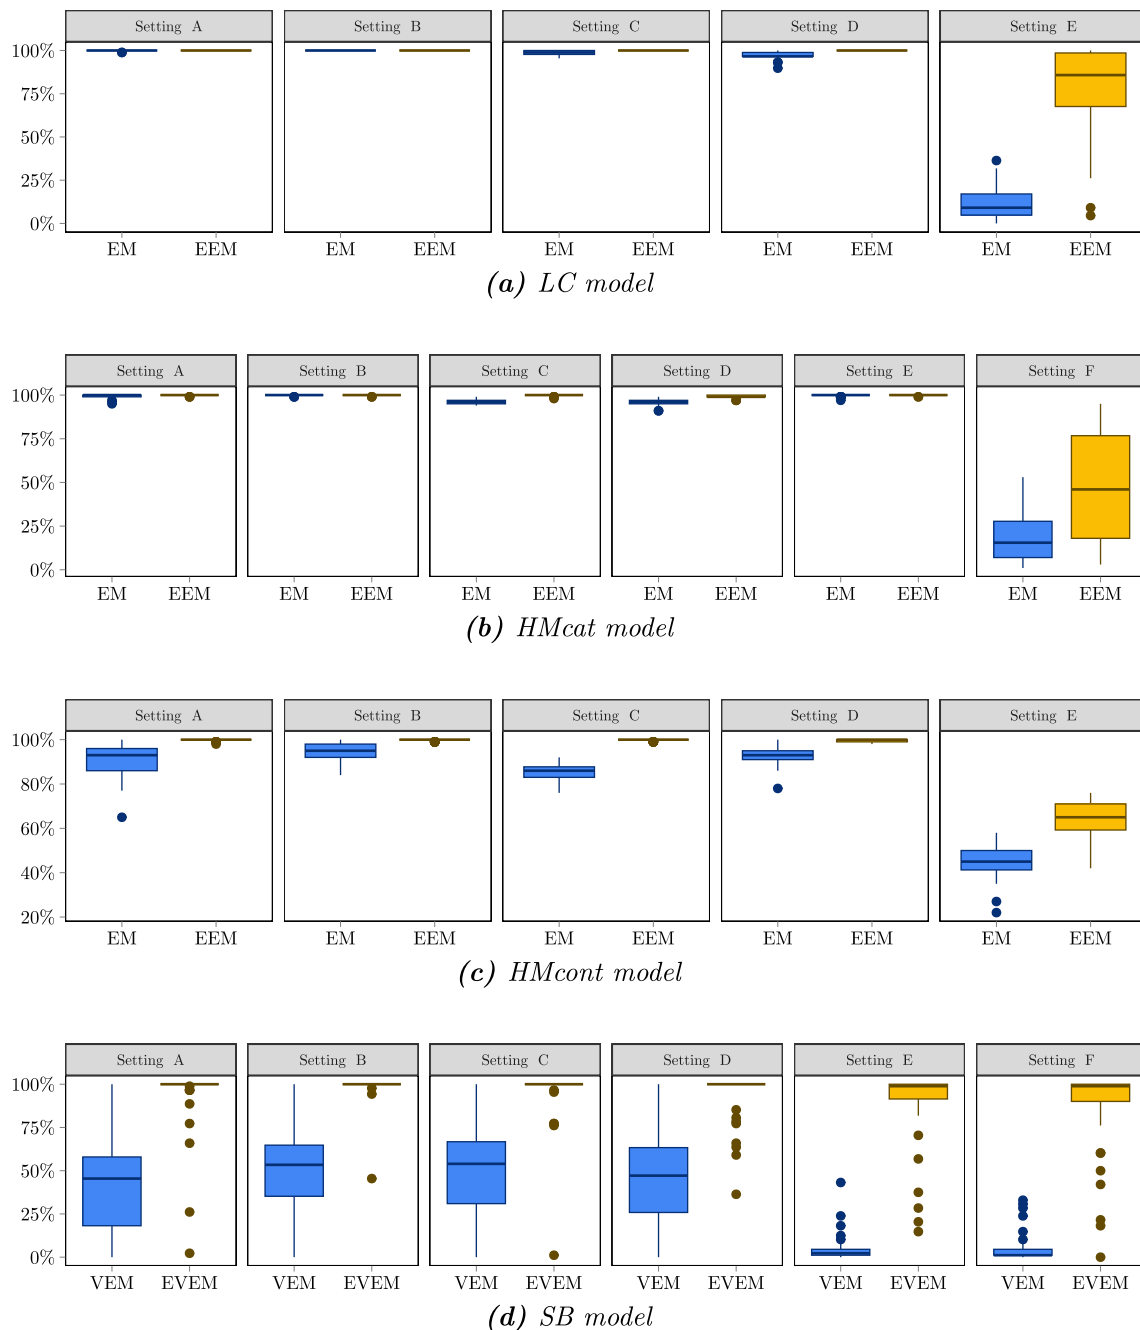 Setting A Setting B Setting C Setting D Setting E
100%
75%
50%
25%
0%
EM EEM EM EEM EM EEM EM EEM EM EEM
(a) LC model
Setting A Setting B Setting C Setting D Setting E Setting F
100%
75%
50%
25%
0%
EM EEM EM EEM EM EEM EM EEM EM EEM EM EEM
(b) HMcat model
Setting A Setting B Setting C Setting D Setting E
100%
80%
60%
40%
20%
EM EEM EM EEM EM EEM EM EEM EM EEM
(c) HMcont model
Setting A Setting B Setting C Setting D Setting E Setting F
100%
75%
50%
25%
0%
VEM EVEM VEM EVEM VEM EVEM VEM EVEM VEM EVEM VEM EVEM
(d) SB model